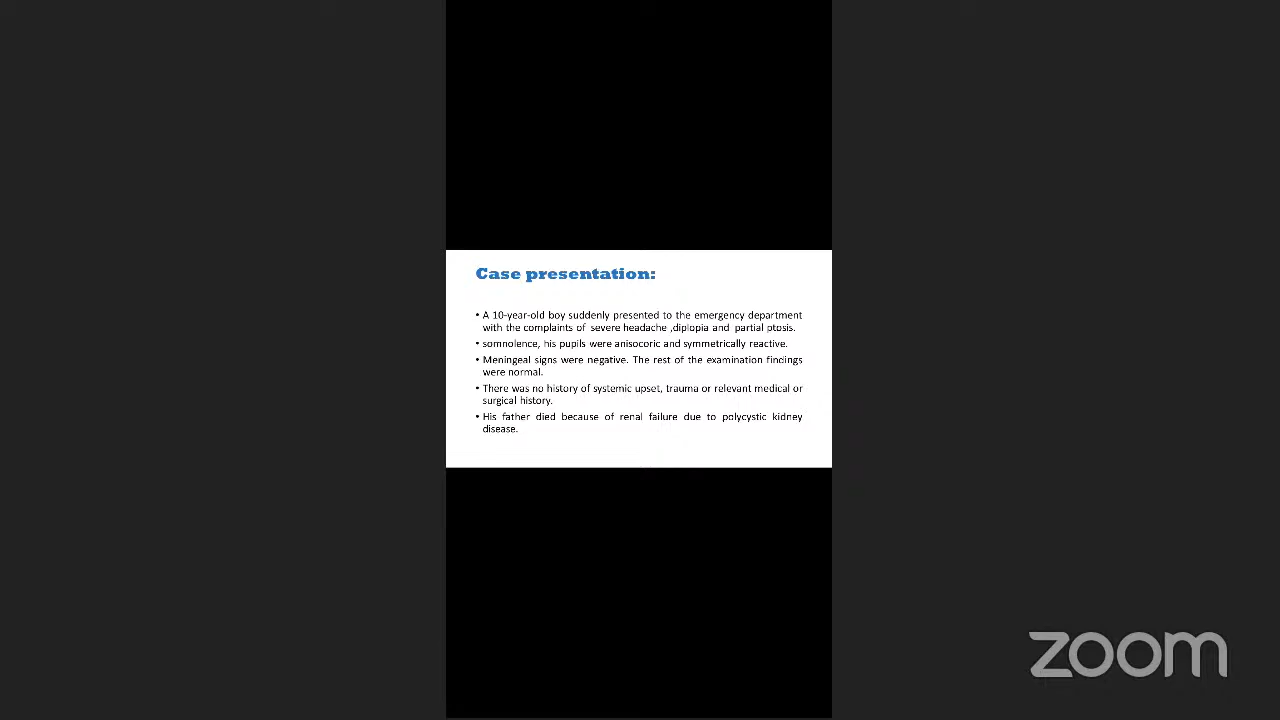 Case presentation:
• A 10-year-old boy suddenly presented to the emergency department
with the complaints of severe headache ,diplopia and partial ptosis.
• somnolence, his pupils were anisocoric and symmetrically reactive.
• Meningeal signs were negative. The rest of the examination findings
were normal.
• There was no history of systemic upset, trauma or relevant medical or
surgical history.
• His father died because of renal failure due to polycystic kidney
disease.
zoom